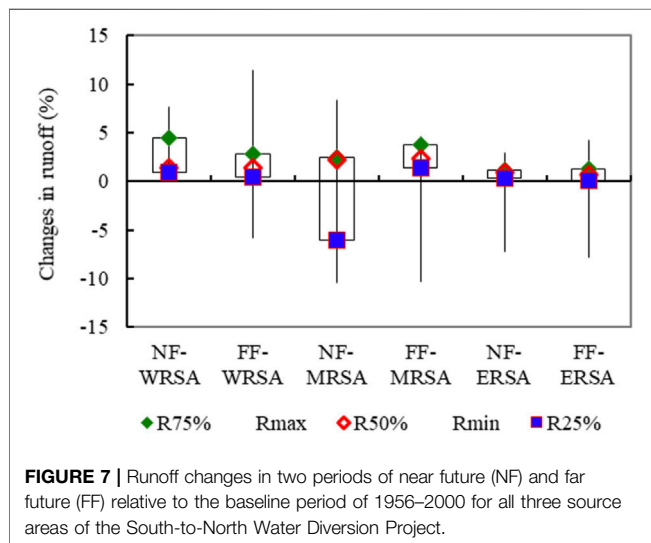 15
10
5
0
-5
-10
-15
Changes in runoff (%)
NF- FF- NF- FF- NF- FF-
WRSA WRSA MRSA MRSA ERSA ERSA
R75% Rmax R50% Rmin R25%
FIGURE 7 | Runoff changes in two periods of near future (NF) and far
future (FF) relative to the baseline period of 1956–2000 for all three source
areas of the South-to-North Water Diversion Project.